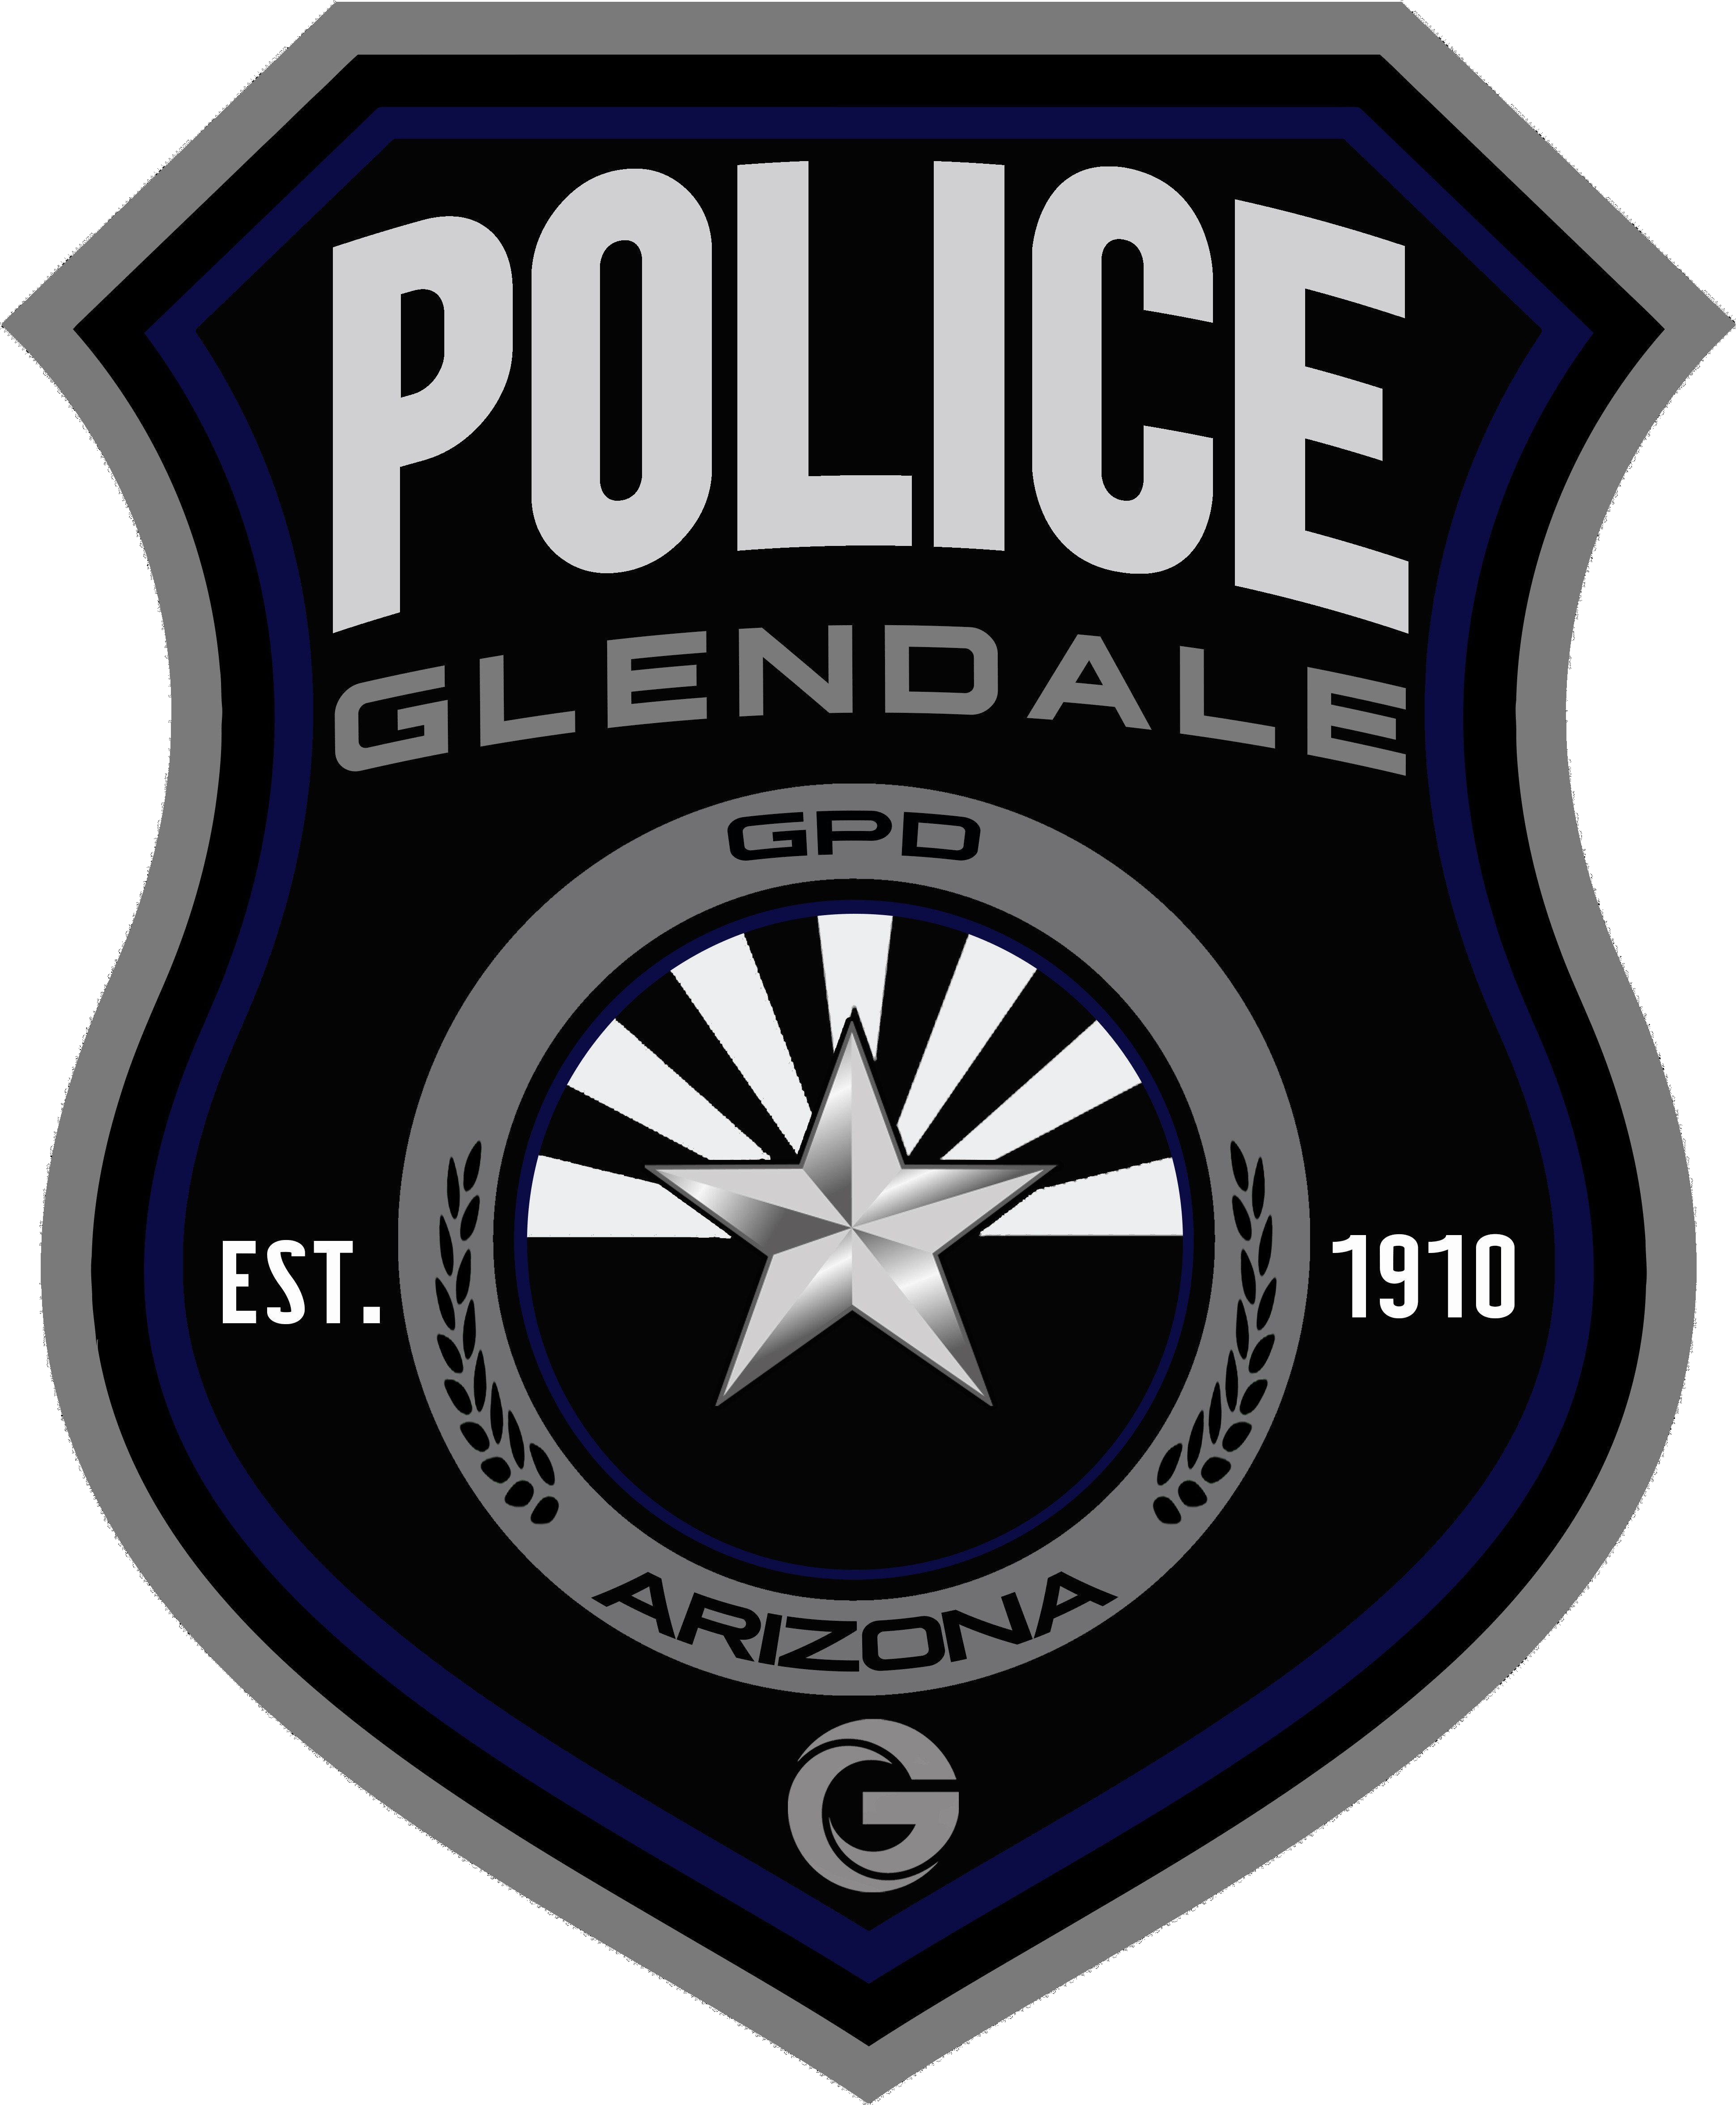 POLICE
GLENDALE
GPD
EST. 1910
ARIZONA
G